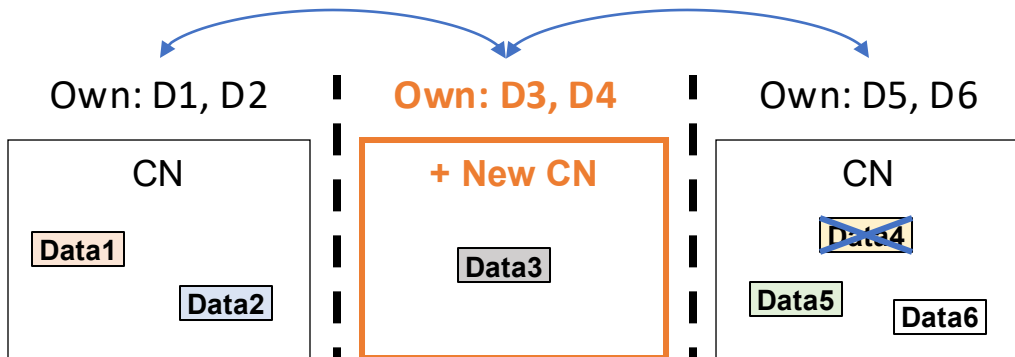 Own: D1, D2
Own: D3, D4
Own: D5, D6
CN
+ New CN
CN
Data1
Data2
Data3
Data4
Data5
Data6